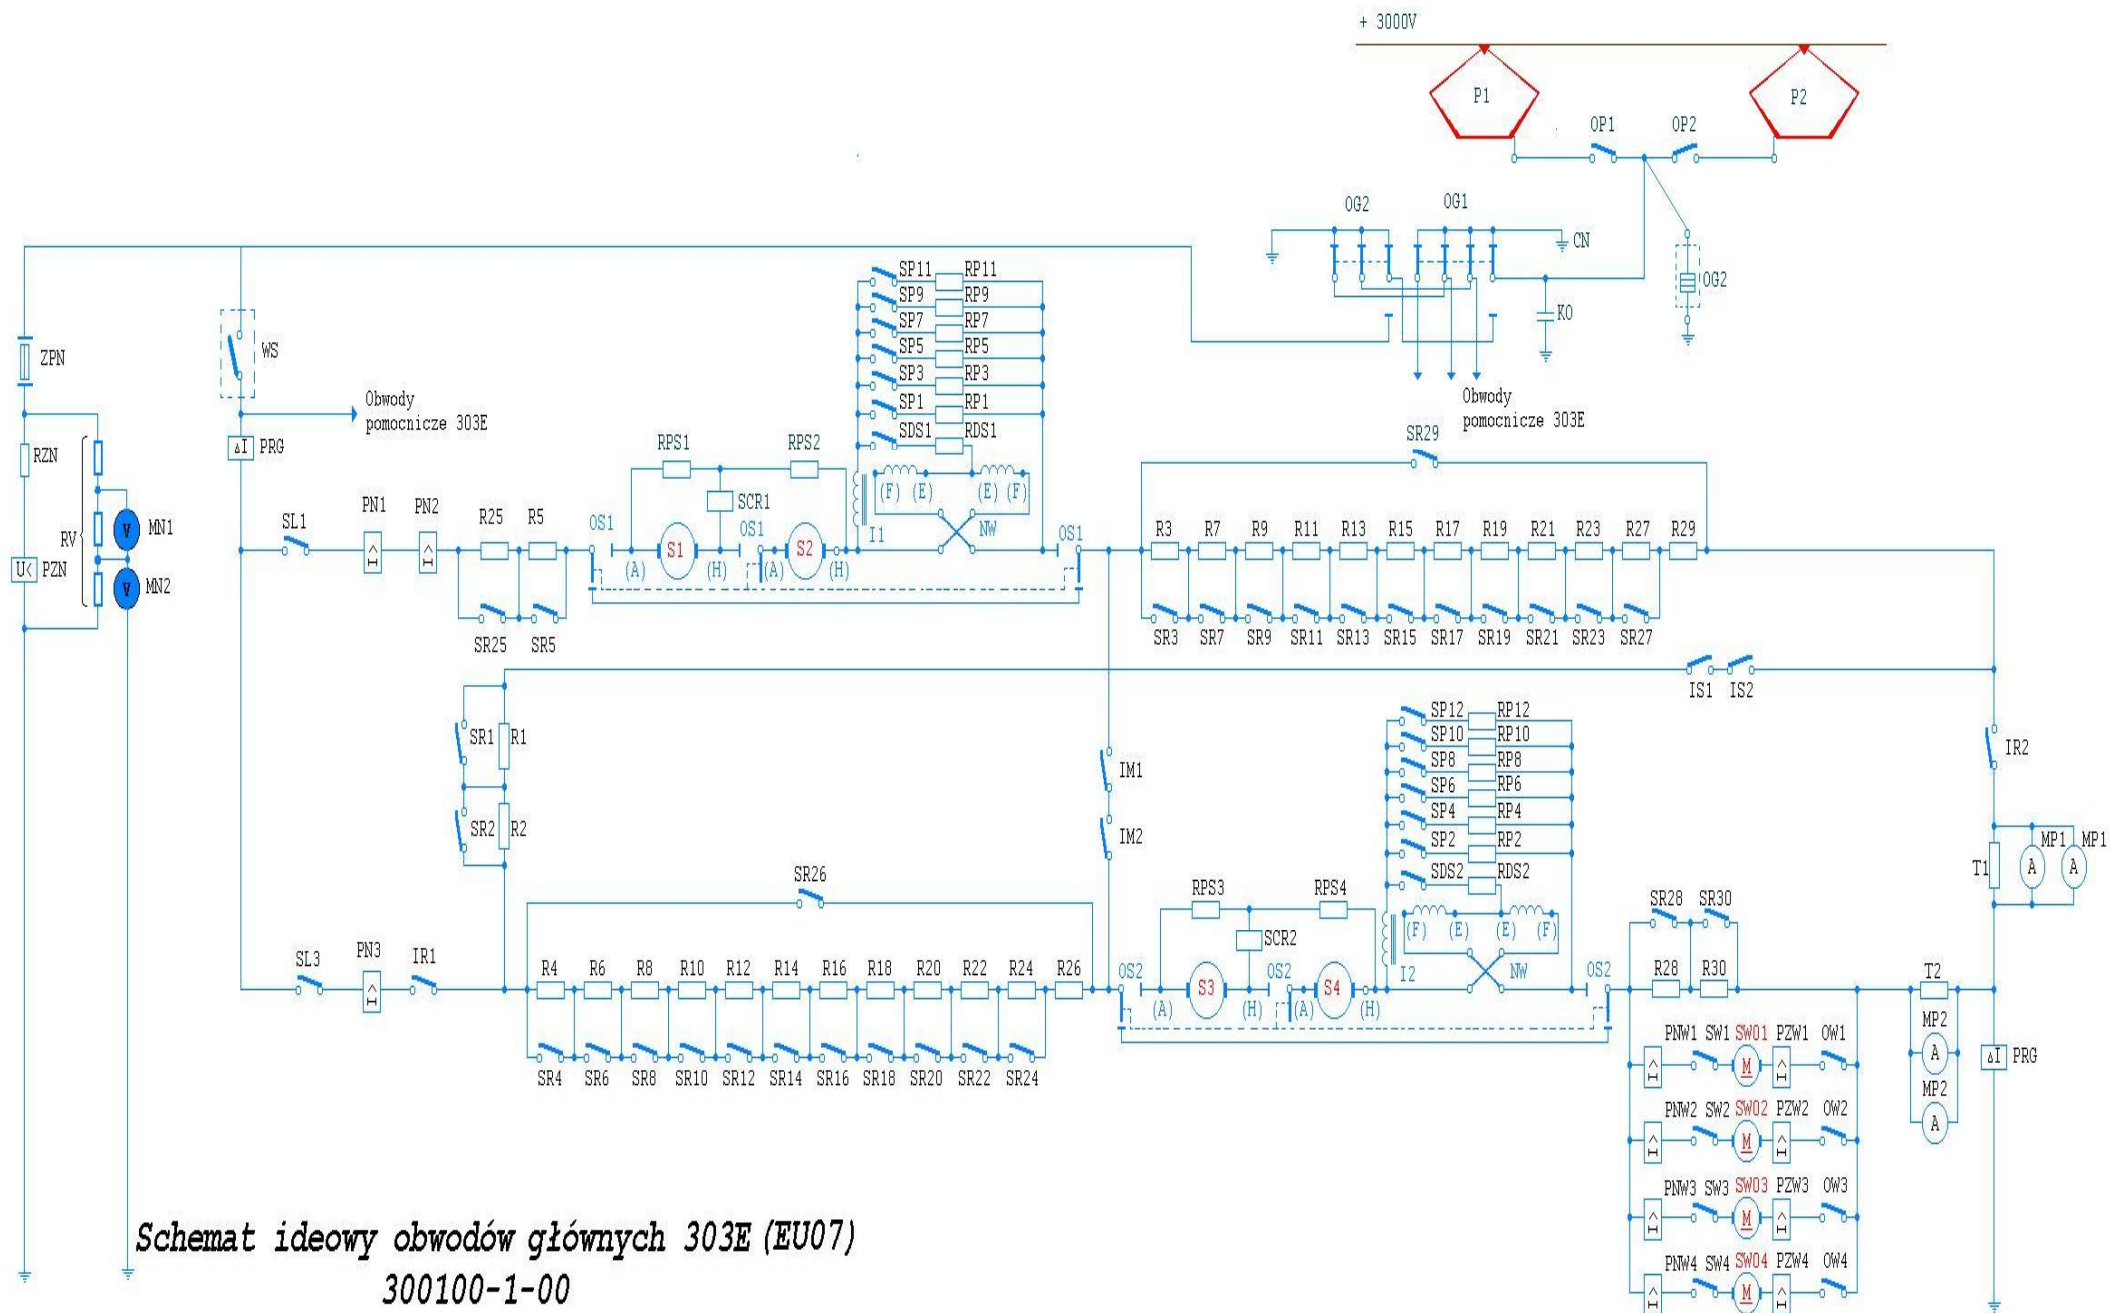 + 3000V
P1
P2
OP1 OP2
OG2 OG1
CN
OG2
KO
Obwody
pomocnicze 303E
ZPN
WS
Obwody
pomocnicze 303E
RZN
RV
MN1
V
MN2
V
U< PZN
ΔI PRG
SP11 RP11
SP9 RP9
SP7 RP7
SP5 RP5
SP3 RP3
SP1 RP1
SDS1 RDS1
RPS1 RPS2
(F) (E) (E) (F)
SCR1
SL1 PN1 PN2 R25 R5 OS1 S1 OS1 S2 I1 NW OS1
I> I>
(A) (H) (A) (H)
SR25 SR5
SR29
R3 R7 R9 R11 R13 R15 R17 R19 R21 R23 R27 R29
SR3 SR7 SR9 SR11 SR13 SR15 SR17 SR19 SR21 SR23 SR27
IS1 IS2
SR1 R1
SR2 R2
IM1
IM2
IR2
SP12 RP12
SP10 RP10
SP8 RP8
SP6 RP6
SP4 RP4
SP2 RP2
SDS2 RDS2
T1 MP1 MP1
A A
SR26
RPS3 RPS4
(F) (E) (E) (F)
SCR2
SR28 SR30
SL3 PN3 IR1
I>
R4 R6 R8 R10 R12 R14 R16 R18 R20 R22 R24 R26
OS2 S3 OS2 S4 I2 NW OS2
(A) (H) (A) (H)
R28 R30
T2
SR4 SR6 SR8 SR10 SR12 SR14 SR16 SR18 SR20 SR22 SR24
MP2
A
MP2
A
ΔI PRG
PNW1 SW1 SW01 PZW1 OW1
I> M I>
PNW2 SW2 SW02 PZW2 OW2
I> M I>
PNW3 SW3 SW03 PZW3 OW3
I> M I>
PNW4 SW4 SW04 PZW4 OW4
I> M I>
Schemat ideowy obwodów głównych 303E (EU07)
300100-1-00